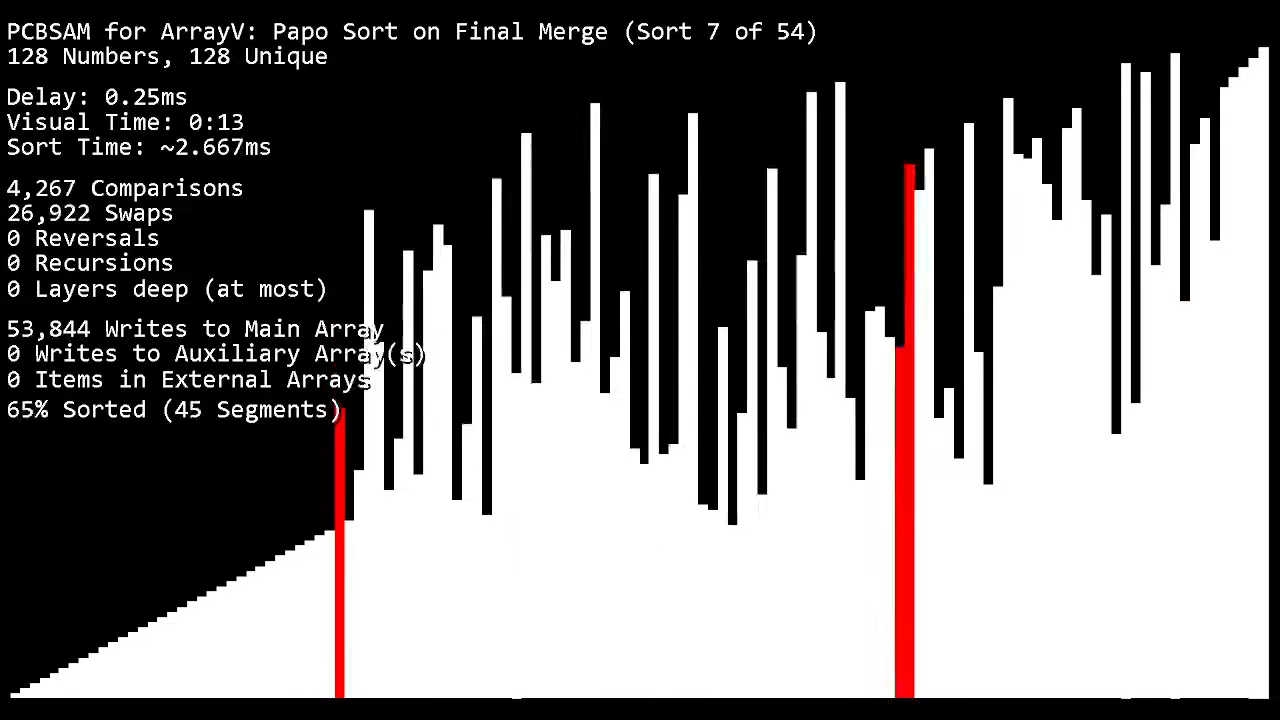 PCBSAM for ArrayV: Papo Sort on Final Merge (Sort 7 of 54)
128 Numbers, 128 Unique
Delay: 0.25ms
Visual Time: 0:13
Sort Time: ~2.667ms
4,267 Comparisons
26,922 Swaps
0 Reversals
0 Recursions
0 Layers deep (at most)
53,844 Writes to Main Array
0 Writes to Auxiliary Array(s)
0 Items in External Arrays
65% Sorted (45 Segments)